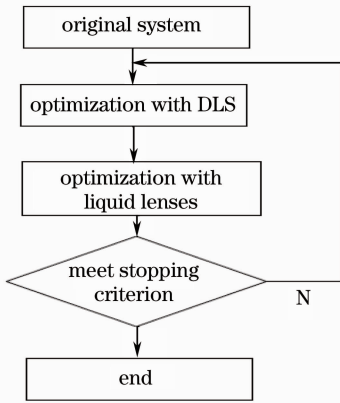 original system
optimization with DLS
optimization with
liquid lenses
meet stopping
criterion
N
end